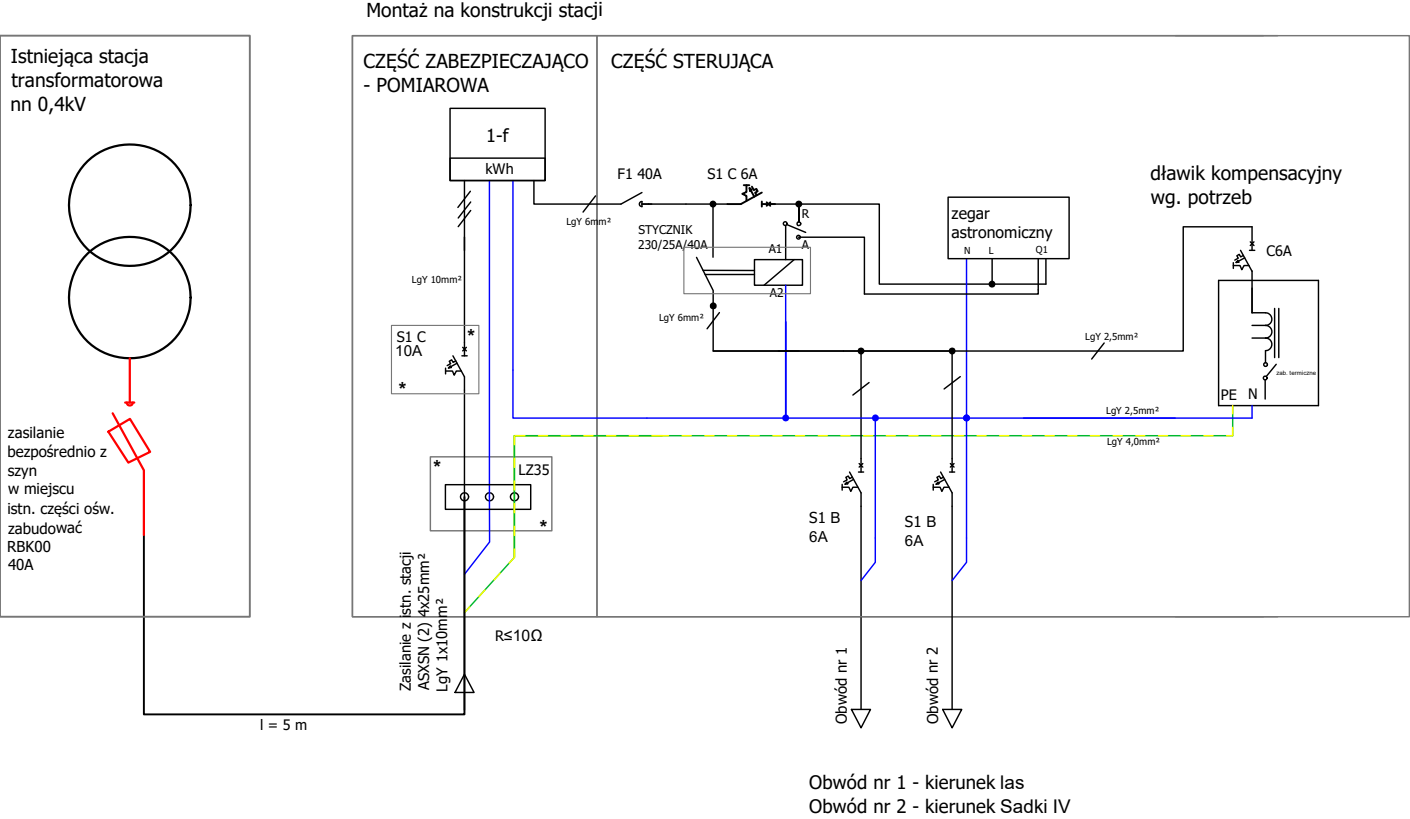 Montaż na konstrukcji stacji
Istniejąca stacja
transformatorowa
nn 0,4kV
zasilanie
bezpośrednio z
szyn
w miejscu
istn. części ośw.
zabudować
RBK00
40A
l = 5 m
CZĘŚĆ ZABEZPIECZAJĄCO
- POMIAROWA
1-f
kWh
LgY 10mm²
S1 C
10A
*
*
*
LZ35
*
Zasilanie z istn. stacji
ASXSN (2) 4x25mm²
LgY 1x10mm²
R≤10Ω
CZĘŚĆ STERUJĄCA
LgY 6mm²
F1 40A
S1 C 6A
STYCZNIK
230/25A/40A
R
A
A1
A2
LgY 6mm²
zegar
astronomiczny
N L Q1
dławik kompensacyjny
wg. potrzeb
C6A
zab. termiczne
PE N
LgY 2,5mm²
LgY 2,5mm²
LgY 4,0mm²
S1 B
6A
S1 B
6A
Obwód nr 1
Obwód nr 2
Obwód nr 1 - kierunek las
Obwód nr 2 - kierunek Sadki IV